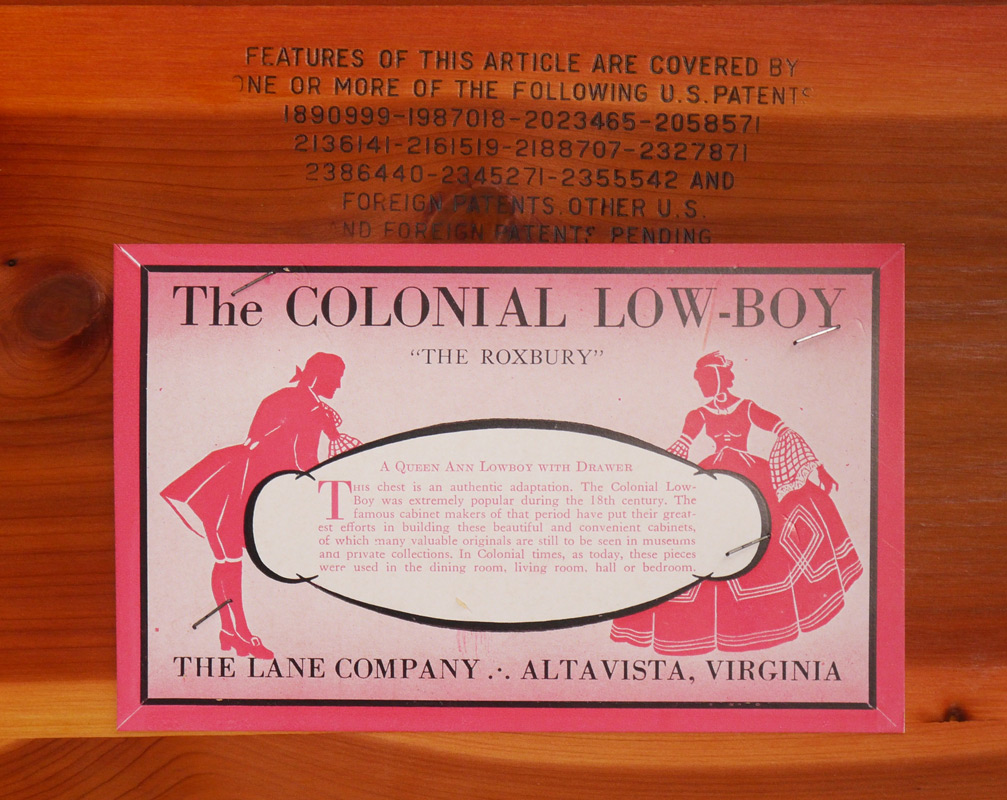 FEATURES OF THIS ARTICLE ARE COVERED BY
ONE OR MORE OF THE FOLLOWING U.S. PATENTS
1890999-1987018-2023465-2058571
2136141-2161519-2188707-2327871
2386440-2345271-2355542 AND
FOREIGN PATENTS. OTHER U.S.
AND FOREIGN PATENTS PENDING
The COLONIAL LOW-BOY
“THE ROXBURY”
A Queen Ann Lowboy with Drawer
This chest is an authentic adaptation. The Colonial Low-
Boy was extremely popular during the 18th century. The
famous cabinet makers of that period have put their great-
est efforts in building these beautiful and convenient cabinets,
of which many valuable originals are still to be seen in museums
and private collections. In Colonial times, as today, these pieces
were used in the dining room, living room, hall or bedroom.
THE LANE COMPANY ∴ ALTAVISTA, VIRGINIA